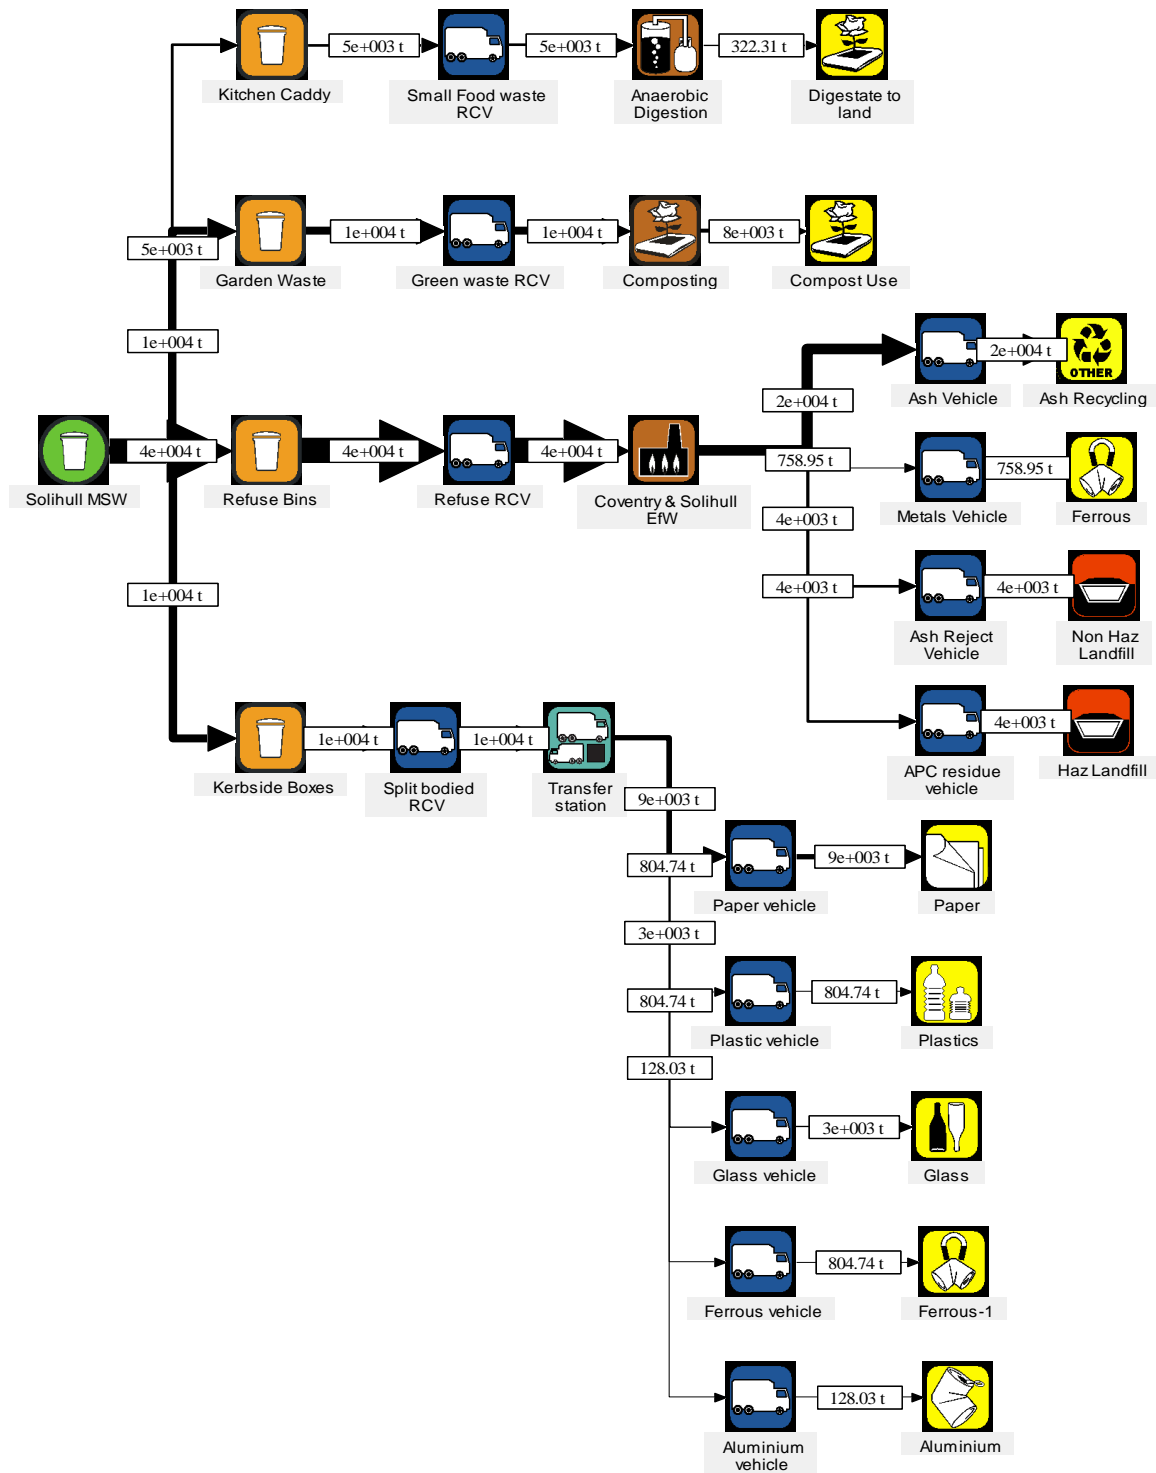 5e+003 t
5e+003 t
322.31 t
Kitchen Caddy
Small Food waste
RCV
Anaerobic
Digestion
Digestate to
land
5e+003 t
1e+004 t
1e+004 t
8e+003 t
Garden Waste
Green waste RCV
Composting
Compost Use
1e+004 t
2e+004 t
OTHER
2e+004 t
Ash Vehicle
Ash Recycling
4e+004 t
4e+004 t
4e+004 t
758.95 t
758.95 t
Solihull MSW
Refuse Bins
Refuse RCV
Coventry & Solihull
EfW
Metals Vehicle
Ferrous
4e+003 t
1e+004 t
4e+003 t
4e+003 t
Ash Reject
Vehicle
Non Haz
Landfill
1e+004 t
1e+004 t
4e+003 t
Kerbside Boxes
Split bodied
RCV
Transfer
station
APC residue
vehicle
Haz Landfill
9e+003 t
804.74 t
9e+003 t
Paper vehicle
Paper
3e+003 t
804.74 t
804.74 t
Plastic vehicle
Plastics
128.03 t
3e+003 t
Glass vehicle
Glass
804.74 t
Ferrous vehicle
Ferrous-1
128.03 t
Aluminium
vehicle
Aluminium